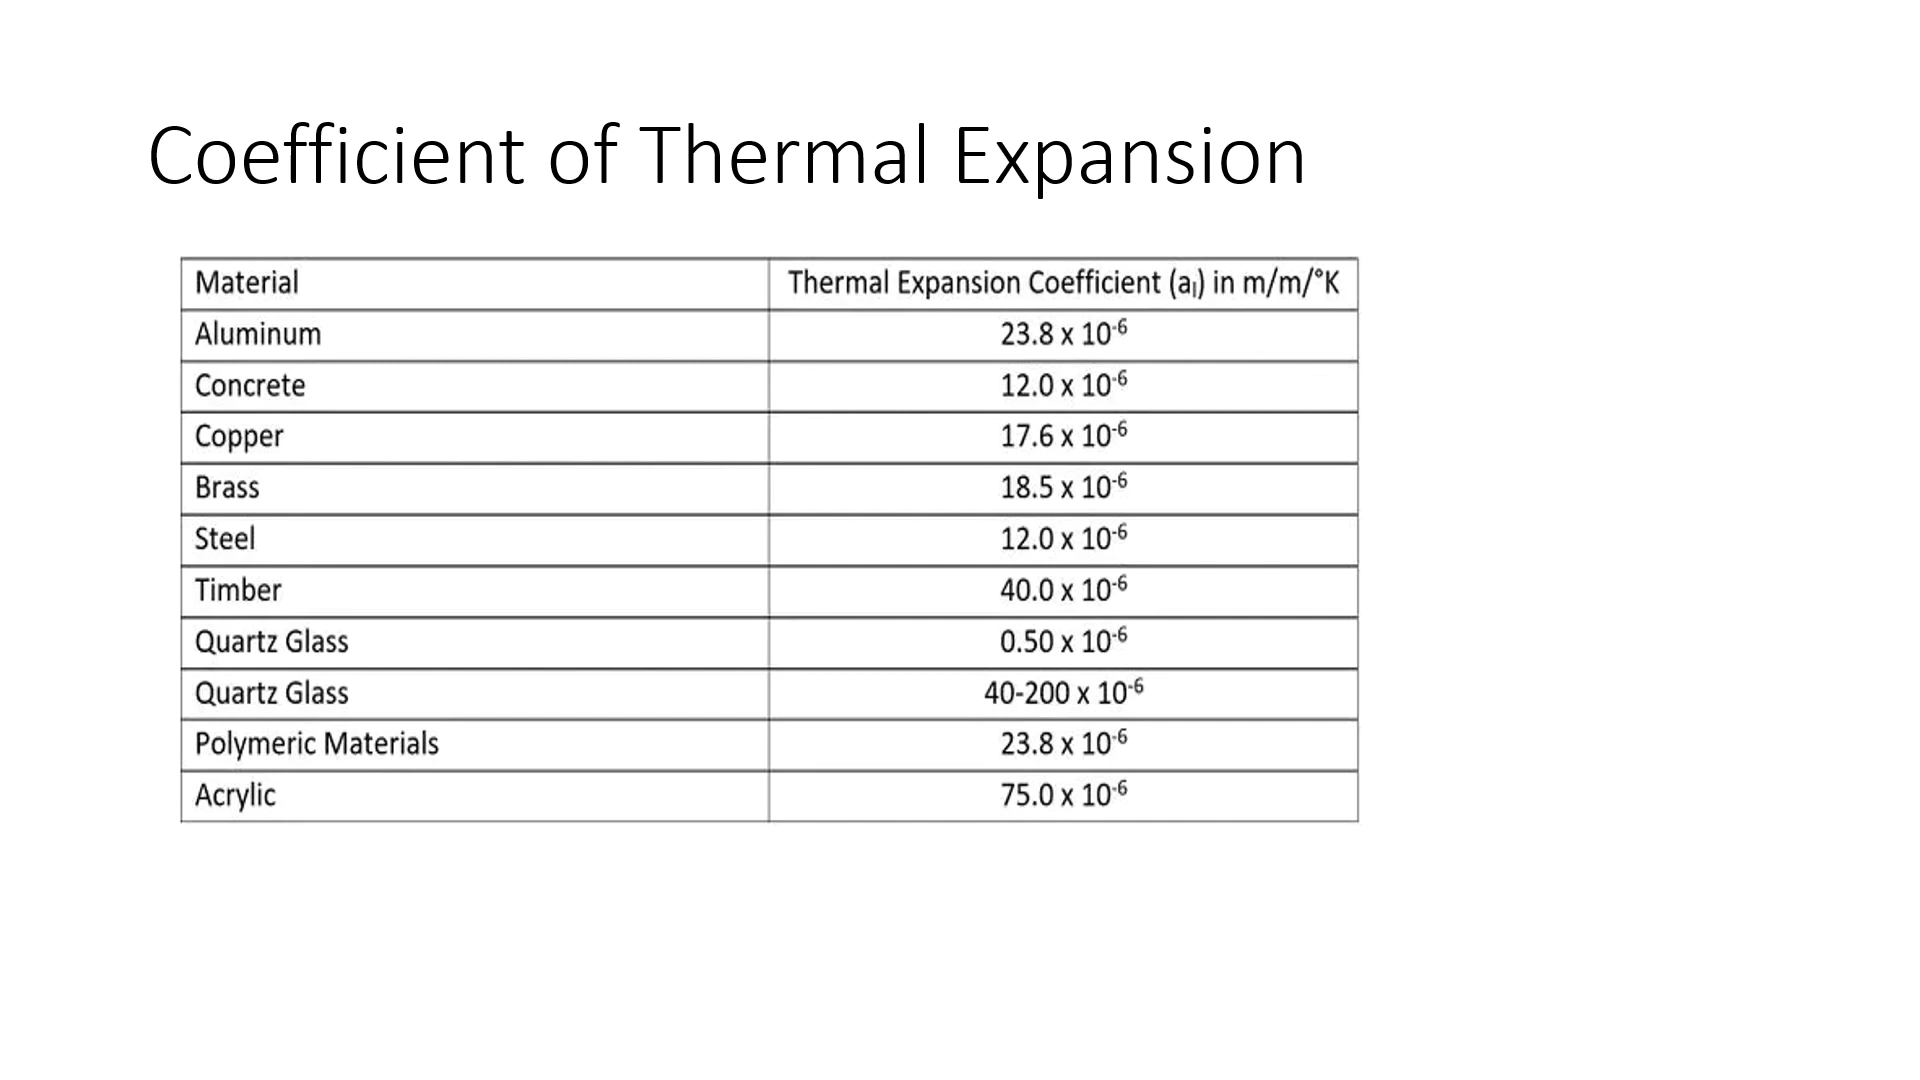 Coefficient of Thermal Expansion
Material Thermal Expansion Coefficient (aₗ) in m/m/°K
Aluminum 23.8 x 10⁻⁶
Concrete 12.0 x 10⁻⁶
Copper 17.6 x 10⁻⁶
Brass 18.5 x 10⁻⁶
Steel 12.0 x 10⁻⁶
Timber 40.0 x 10⁻⁶
Quartz Glass 0.50 x 10⁻⁶
Quartz Glass 40-200 x 10⁻⁶
Polymeric Materials 23.8 x 10⁻⁶
Acrylic 75.0 x 10⁻⁶